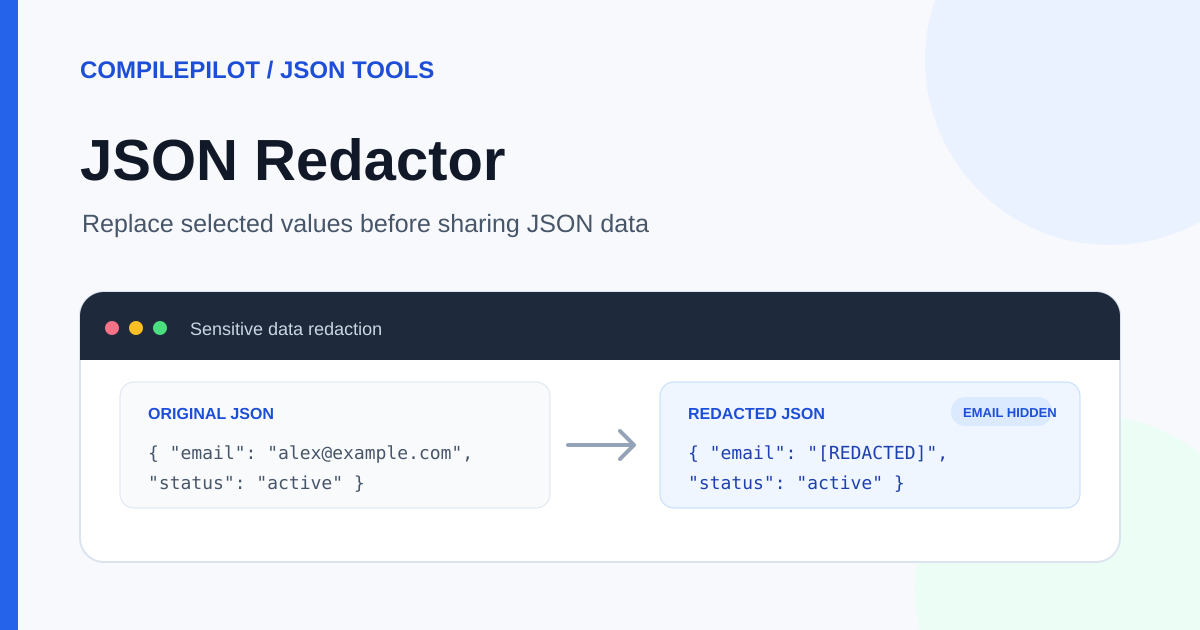 COMPILEPILOT / JSON TOOLS
JSON Redactor
Replace selected values before sharing JSON data
Sensitive data redaction
ORIGINAL JSON
{ "email": "alex@example.com",
"status": "active" }
REDACTED JSON
EMAIL HIDDEN
{ "email": "[REDACTED]",
"status": "active" }